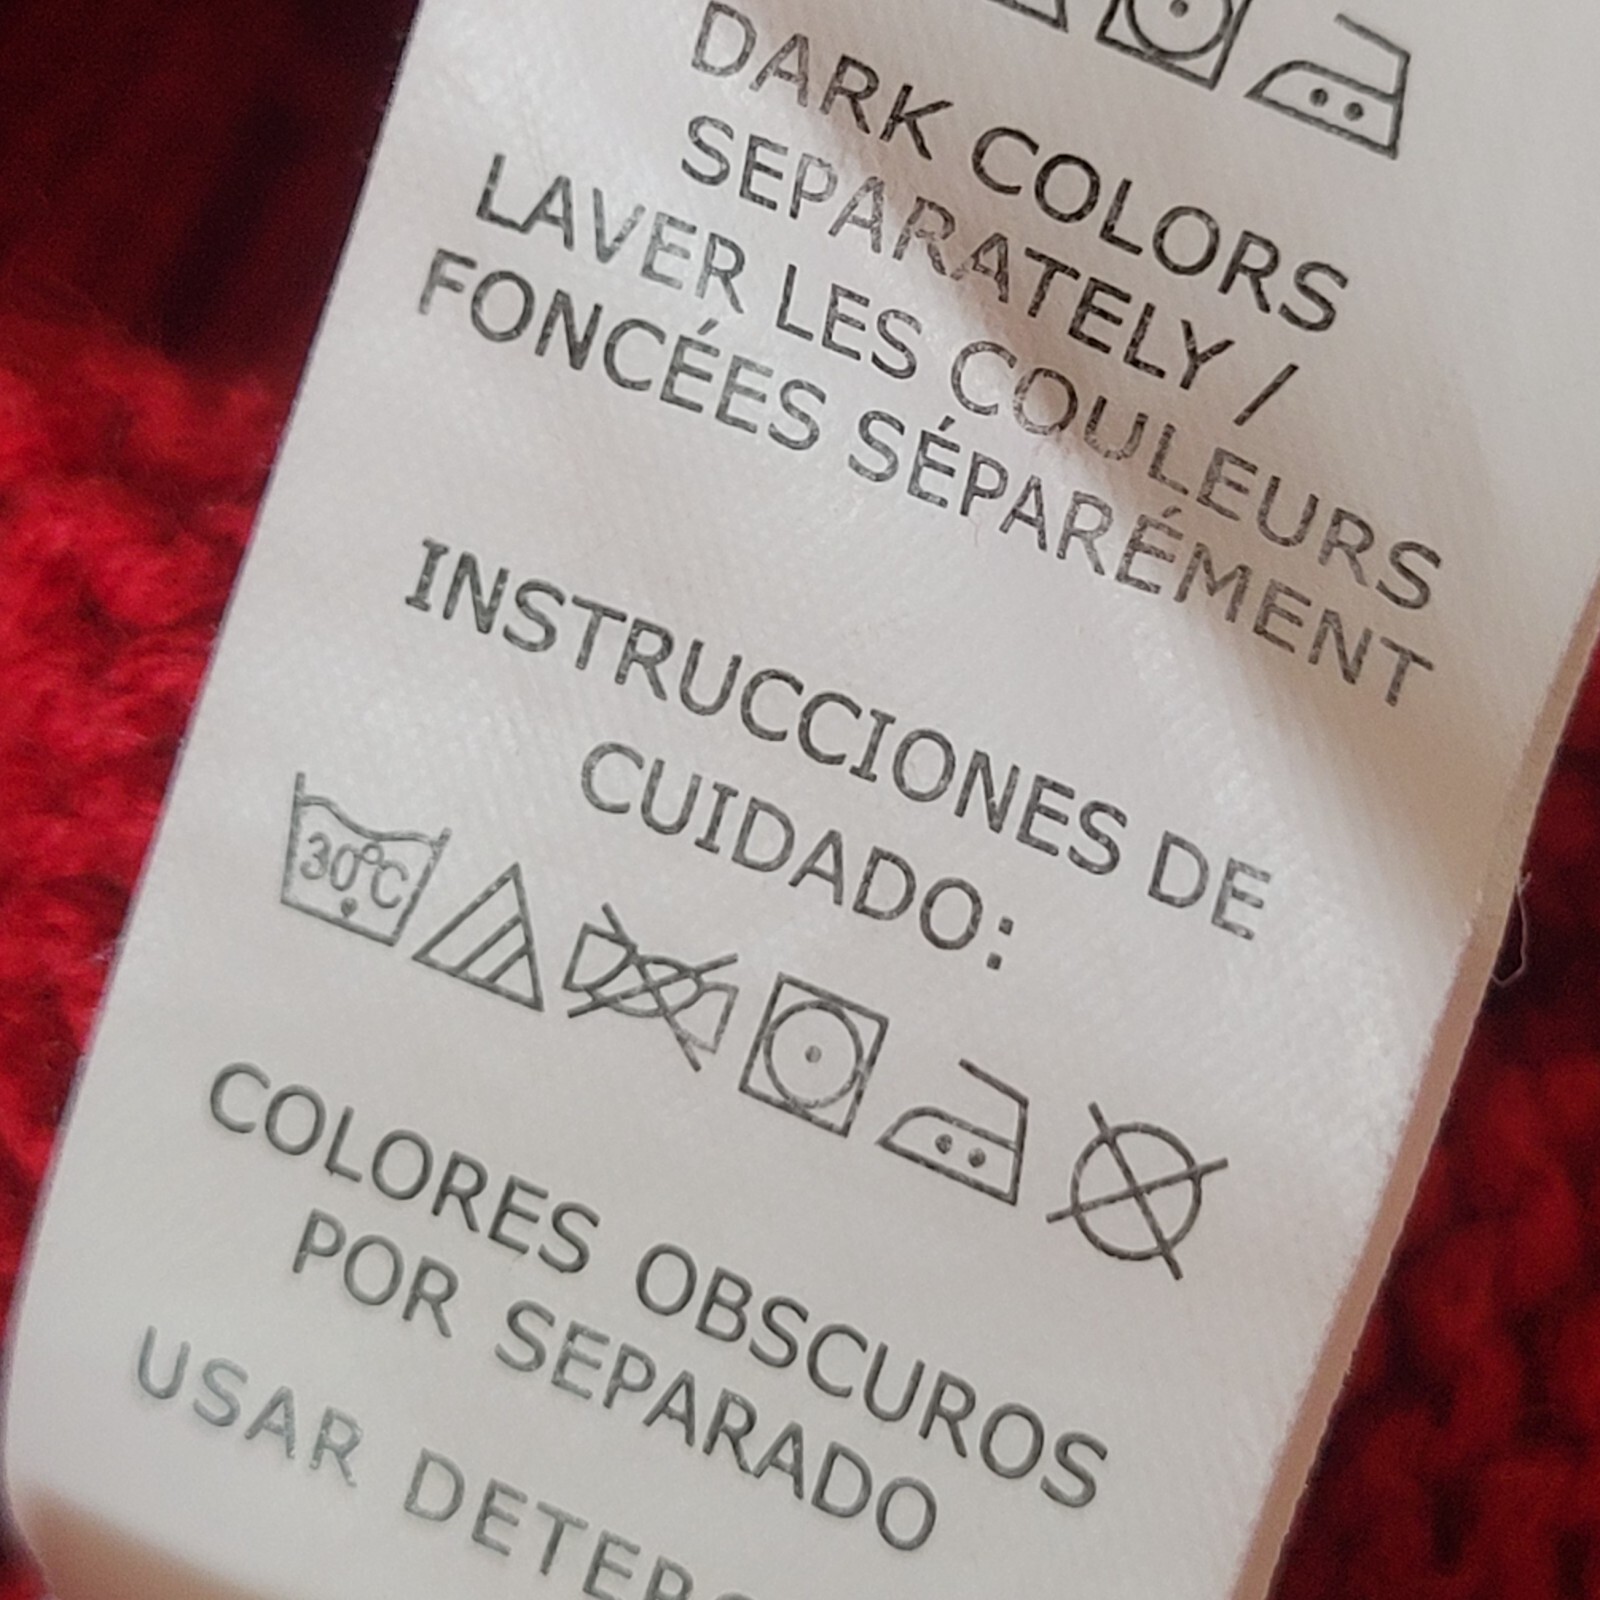 DARK COLORS
SEPARATELY /
LAVER LES COULEURS
FONCÉES SÉPARÉMENT
INSTRUCCIONES DE
CUIDADO:
30°C
COLORES OBSCUROS
POR SEPARADO
USAR